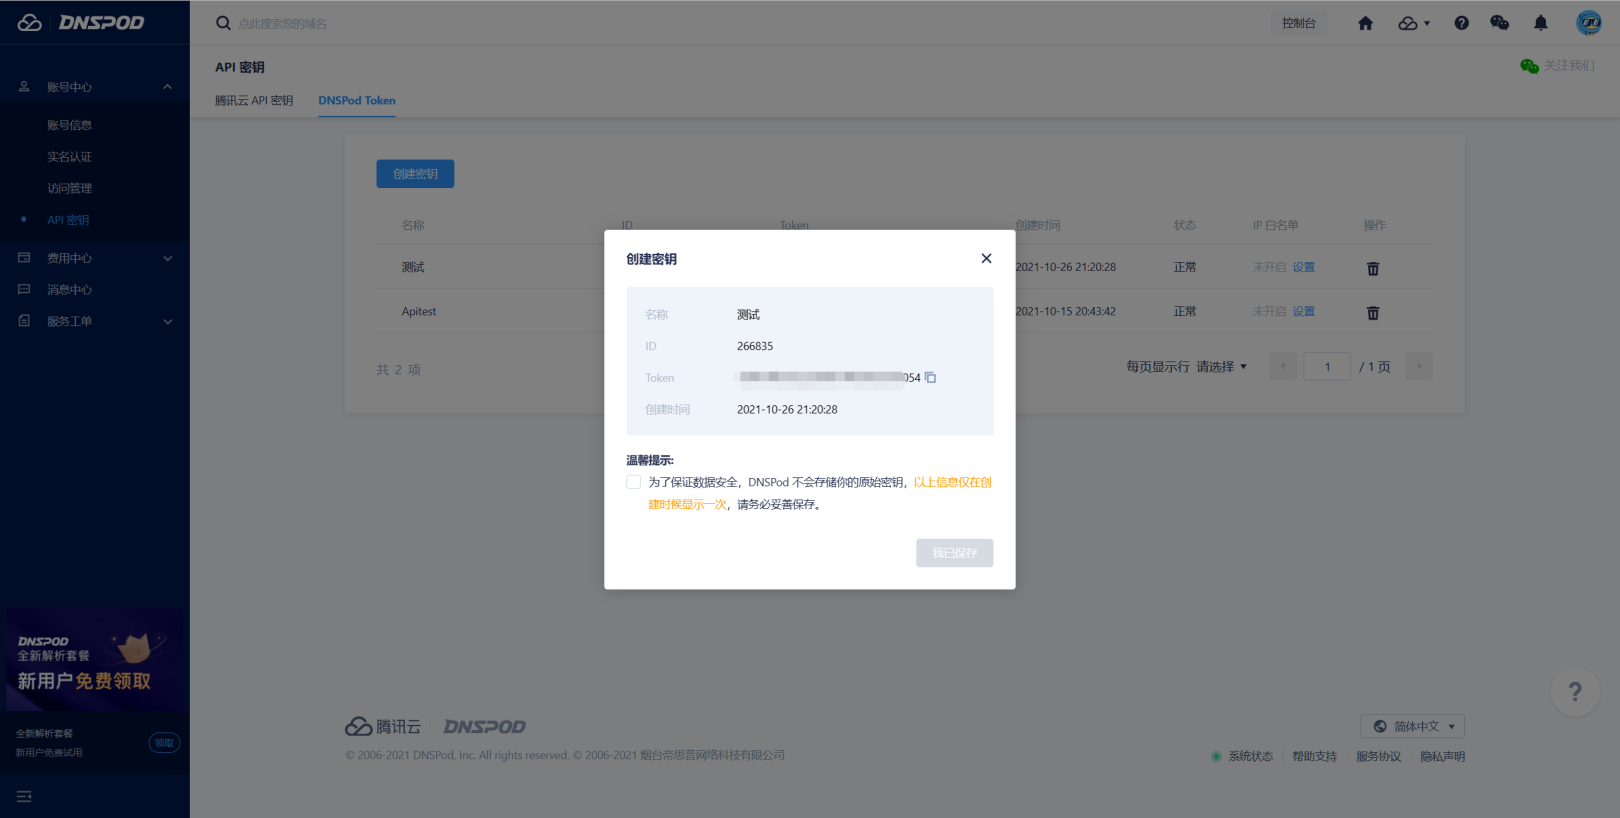 DNSPOD
点此搜索您的域名
控制台
API 密钥
关注我们
腾讯云 API 密钥
DNSPod Token
账号中心
账号信息
实名认证
访问管理
API 密钥
费用中心
消息中心
服务工单
创建密钥
名称 ID Token 创建时间 状态 IP 白名单 操作
测试 2021-10-26 21:20:28 正常 未开启 设置
Apitest 2021-10-15 20:43:42 正常 未开启 设置
共 2 项
每页显示行 请选择 1 / 1 页
创建密钥
名称 测试
ID 266835
Token 054
创建时间 2021-10-26 21:20:28
温馨提示:
为了保证数据安全，DNSPod 不会存储你的原始密钥，以上信息仅在创
建时候显示一次，请务必妥善保存。
我已保存
DNSPOD
全新解析套餐
新用户免费领取
全新解析套餐
新用户免费试用
领取
腾讯云 DNSPOD
© 2006-2021 DNSPod, Inc. All rights reserved. © 2006-2021 烟台帝思普网络科技有限公司
简体中文
系统状态 帮助支持 服务协议 隐私声明
?